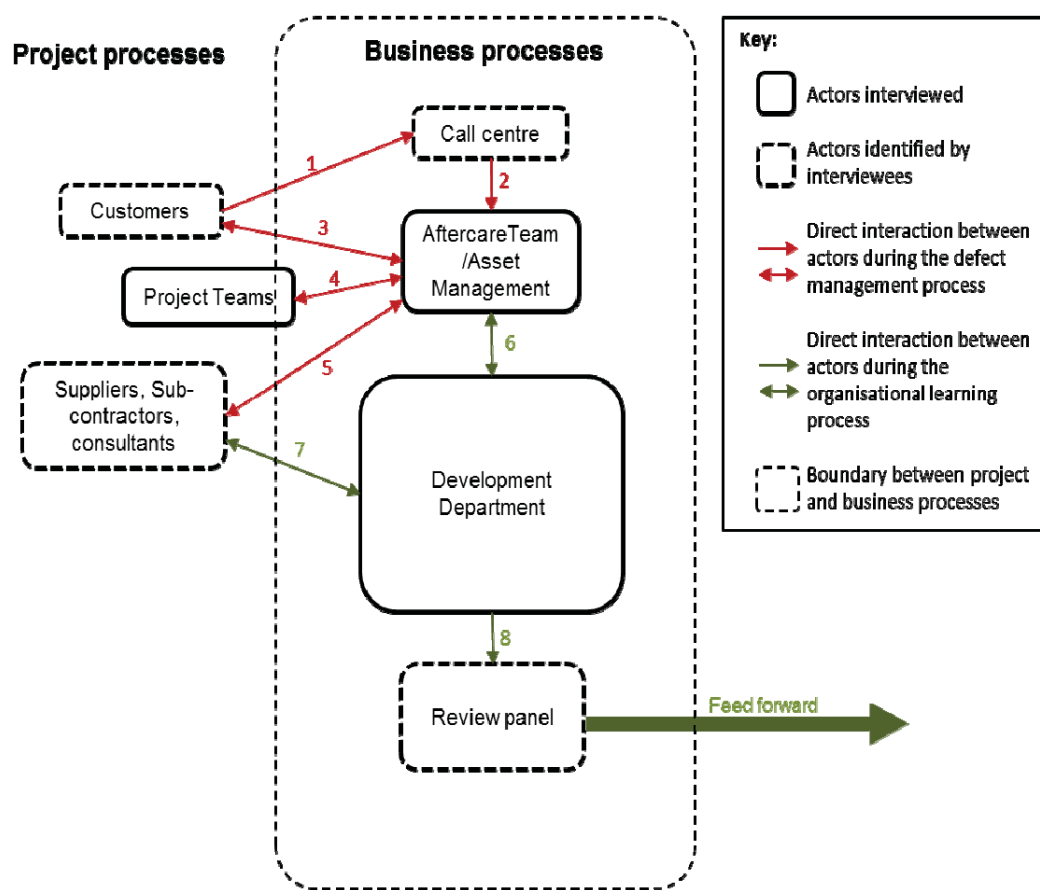 Project processes
Business processes
Call centre
1
2
Customers
3
AftercareTeam
/Asset
Management
4
Project Teams
5
6
Suppliers, Sub-
contractors,
consultants
7
Development
Department
8
Review panel
Feed forward
Key:
Actors interviewed
Actors identified by
interviewees
Direct interaction between
actors during the defect
management process
Direct interaction between
actors during the
organisational learning
process
Boundary between project
and business processes